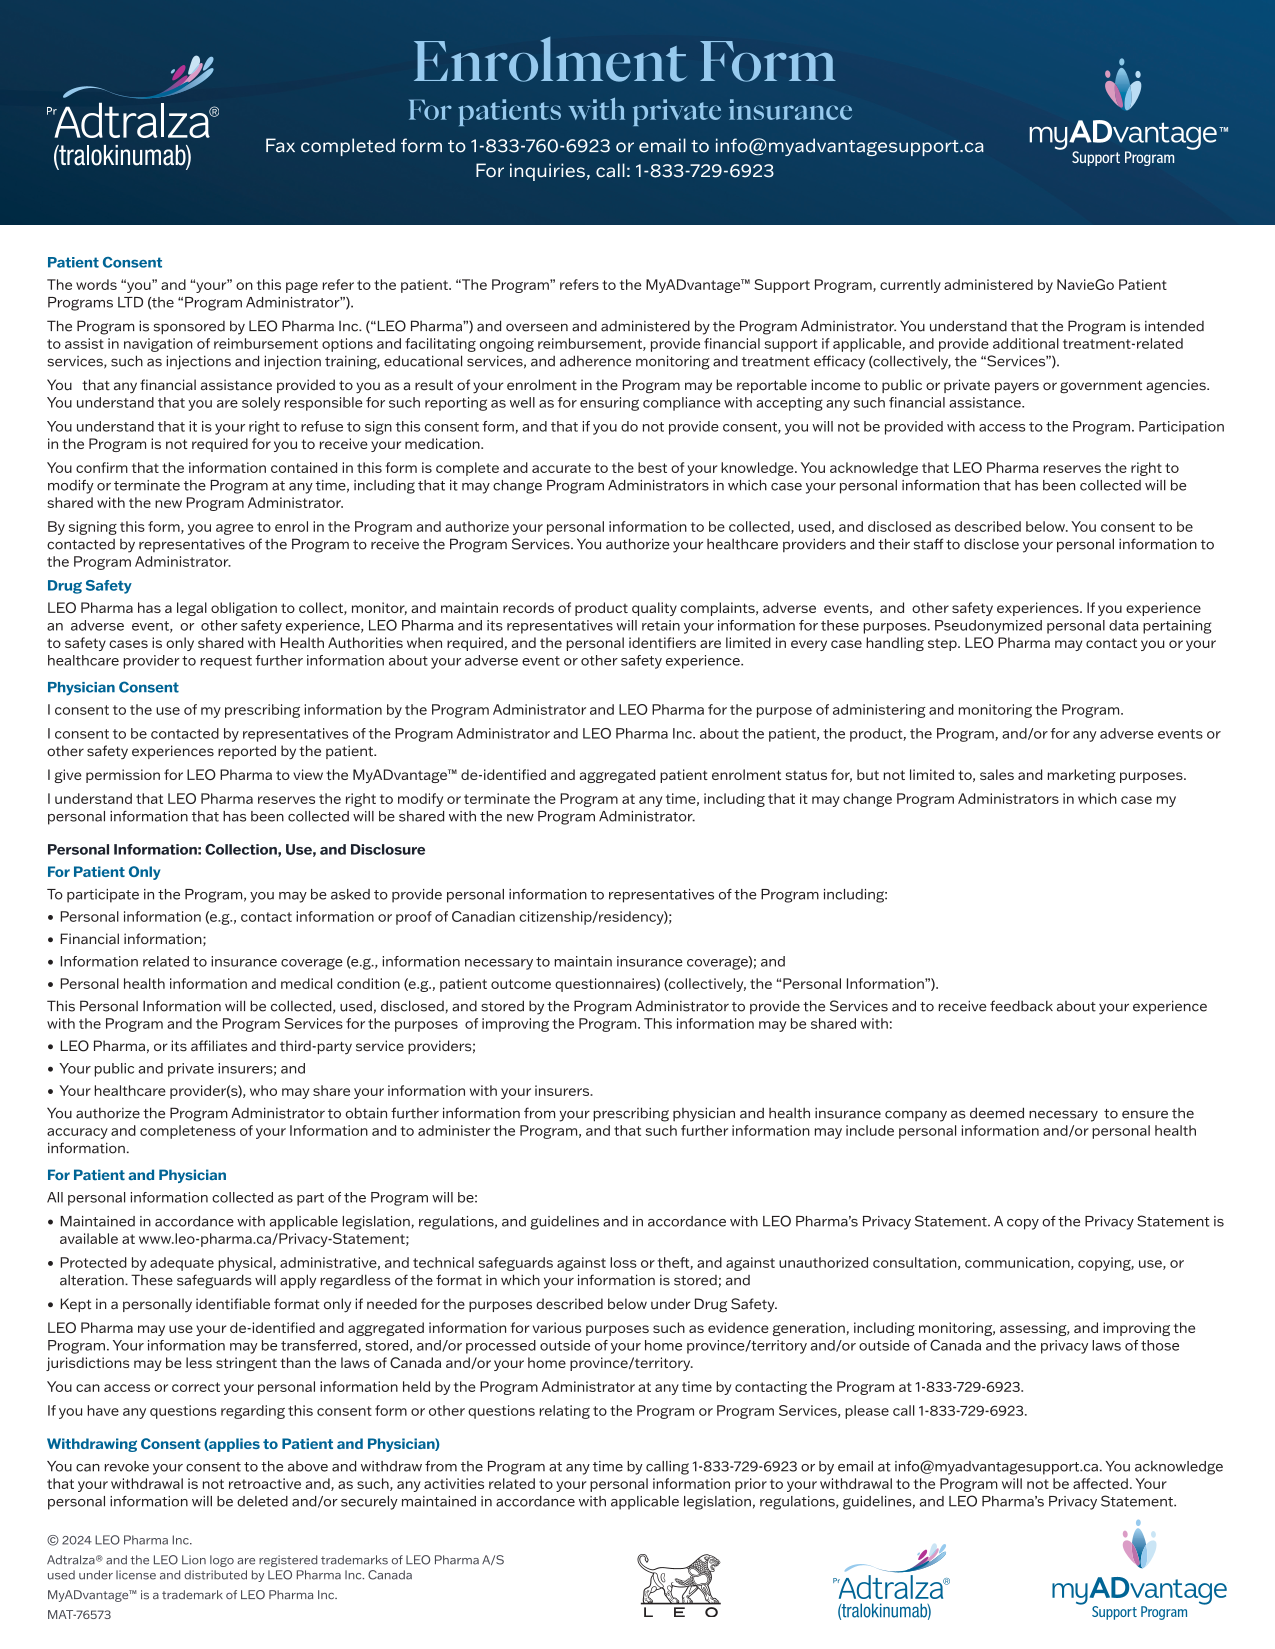 Enrolment Form
For patients with private insurance
Fax completed form to 1-833-760-6923 or email to info@myadvantagesupport.ca
For inquiries, call: 1-833-729-6923
Pr Adtralza®
(tralokinumab)
myADvantage™
Support Program
Patient Consent
The words “you” and “your” on this page refer to the patient. “The Program” refers to the MyADvantage™ Support Program, currently administered by NavieGo Patient
Programs LTD (the “Program Administrator”).
The Program is sponsored by LEO Pharma Inc. (“LEO Pharma”) and overseen and administered by the Program Administrator. You understand that the Program is intended
to assist in navigation of reimbursement options and facilitating ongoing reimbursement, provide financial support if applicable, and provide additional treatment-related
services, such as injections and injection training, educational services, and adherence monitoring and treatment efficacy (collectively, the “Services”).
You that any financial assistance provided to you as a result of your enrolment in the Program may be reportable income to public or private payers or government agencies.
You understand that you are solely responsible for such reporting as well as for ensuring compliance with accepting any such financial assistance.
You understand that it is your right to refuse to sign this consent form, and that if you do not provide consent, you will not be provided with access to the Program. Participation
in the Program is not required for you to receive your medication.
You confirm that the information contained in this form is complete and accurate to the best of your knowledge. You acknowledge that LEO Pharma reserves the right to
modify or terminate the Program at any time, including that it may change Program Administrators in which case your personal information that has been collected will be
shared with the new Program Administrator.
By signing this form, you agree to enrol in the Program and authorize your personal information to be collected, used, and disclosed as described below. You consent to be
contacted by representatives of the Program to receive the Program Services. You authorize your healthcare providers and their staff to disclose your personal information to
the Program Administrator.
Drug Safety
LEO Pharma has a legal obligation to collect, monitor, and maintain records of product quality complaints, adverse events, and other safety experiences. If you experience
an adverse event, or other safety experience, LEO Pharma and its representatives will retain your information for these purposes. Pseudonymized personal data pertaining
to safety cases is only shared with Health Authorities when required, and the personal identifiers are limited in every case handling step. LEO Pharma may contact you or your
healthcare provider to request further information about your adverse event or other safety experience.
Physician Consent
I consent to the use of my prescribing information by the Program Administrator and LEO Pharma for the purpose of administering and monitoring the Program.
I consent to be contacted by representatives of the Program Administrator and LEO Pharma Inc. about the patient, the product, the Program, and/or for any adverse events or
other safety experiences reported by the patient.
I give permission for LEO Pharma to view the MyADvantage™ de-identified and aggregated patient enrolment status for, but not limited to, sales and marketing purposes.
I understand that LEO Pharma reserves the right to modify or terminate the Program at any time, including that it may change Program Administrators in which case my
personal information that has been collected will be shared with the new Program Administrator.
Personal Information: Collection, Use, and Disclosure
For Patient Only
To participate in the Program, you may be asked to provide personal information to representatives of the Program including:
• Personal information (e.g., contact information or proof of Canadian citizenship/residency);
• Financial information;
• Information related to insurance coverage (e.g., information necessary to maintain insurance coverage); and
• Personal health information and medical condition (e.g., patient outcome questionnaires) (collectively, the “Personal Information”).
This Personal Information will be collected, used, disclosed, and stored by the Program Administrator to provide the Services and to receive feedback about your experience
with the Program and the Program Services for the purposes of improving the Program. This information may be shared with:
• LEO Pharma, or its affiliates and third-party service providers;
• Your public and private insurers; and
• Your healthcare provider(s), who may share your information with your insurers.
You authorize the Program Administrator to obtain further information from your prescribing physician and health insurance company as deemed necessary to ensure the
accuracy and completeness of your Information and to administer the Program, and that such further information may include personal information and/or personal health
information.
For Patient and Physician
All personal information collected as part of the Program will be:
• Maintained in accordance with applicable legislation, regulations, and guidelines and in accordance with LEO Pharma’s Privacy Statement. A copy of the Privacy Statement is
available at www.leo-pharma.ca/Privacy-Statement;
• Protected by adequate physical, administrative, and technical safeguards against loss or theft, and against unauthorized consultation, communication, copying, use, or
alteration. These safeguards will apply regardless of the format in which your information is stored; and
• Kept in a personally identifiable format only if needed for the purposes described below under Drug Safety.
LEO Pharma may use your de-identified and aggregated information for various purposes such as evidence generation, including monitoring, assessing, and improving the
Program. Your information may be transferred, stored, and/or processed outside of your home province/territory and/or outside of Canada and the privacy laws of those
jurisdictions may be less stringent than the laws of Canada and/or your home province/territory.
You can access or correct your personal information held by the Program Administrator at any time by contacting the Program at 1-833-729-6923.
If you have any questions regarding this consent form or other questions relating to the Program or Program Services, please call 1-833-729-6923.
Withdrawing Consent (applies to Patient and Physician)
You can revoke your consent to the above and withdraw from the Program at any time by calling 1-833-729-6923 or by email at info@myadvantagesupport.ca. You acknowledge
that your withdrawal is not retroactive and, as such, any activities related to your personal information prior to your withdrawal to the Program will not be affected. Your
personal information will be deleted and/or securely maintained in accordance with applicable legislation, regulations, guidelines, and LEO Pharma’s Privacy Statement.
© 2024 LEO Pharma Inc.
Adtralza® and the LEO Lion logo are registered trademarks of LEO Pharma A/S
used under license and distributed by LEO Pharma Inc. Canada
MyADvantage™ is a trademark of LEO Pharma Inc.
MAT-76573
LEO
Pr Adtralza®
(tralokinumab)
myADvantage
Support Program